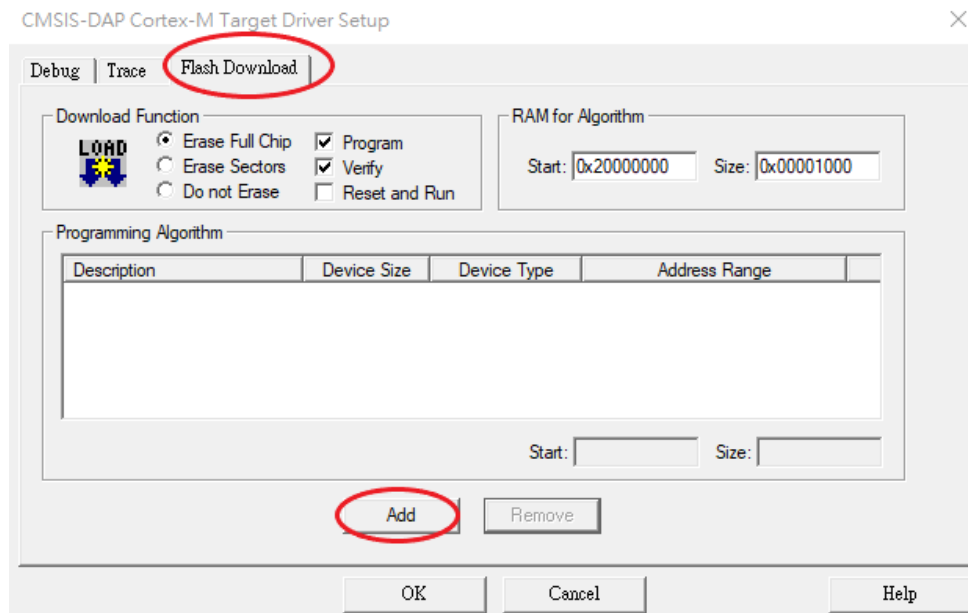 CMSIS-DAP Cortex-M Target Driver Setup
Debug Trace Flash Download
Download Function
LOAD
Erase Full Chip
Erase Sectors
Do not Erase
Program
Verify
Reset and Run
RAM for Algorithm
Start: 0x20000000 Size: 0x00001000
Programming Algorithm
Description Device Size Device Type Address Range
Start: Size:
Add Remove
OK Cancel Help